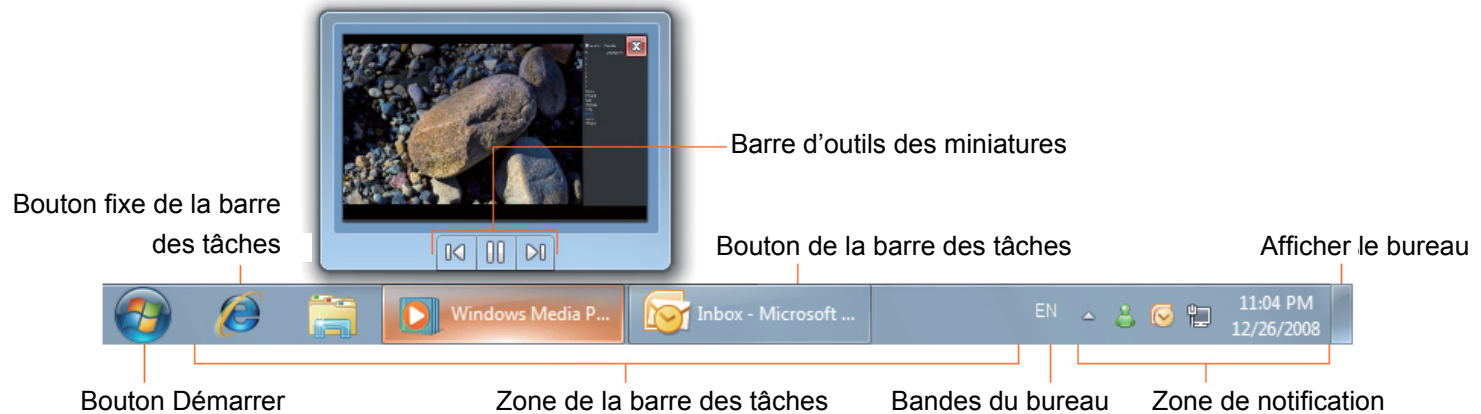 Barre d'outils des miniatures
Bouton fixe de la barre
des tâches
Bouton de la barre des tâches
Afficher le bureau
Windows Media P...
Inbox - Microsoft ...
EN
11:04 PM
12/26/2008
Bouton Démarrer
Zone de la barre des tâches
Bandes du bureau
Zone de notification